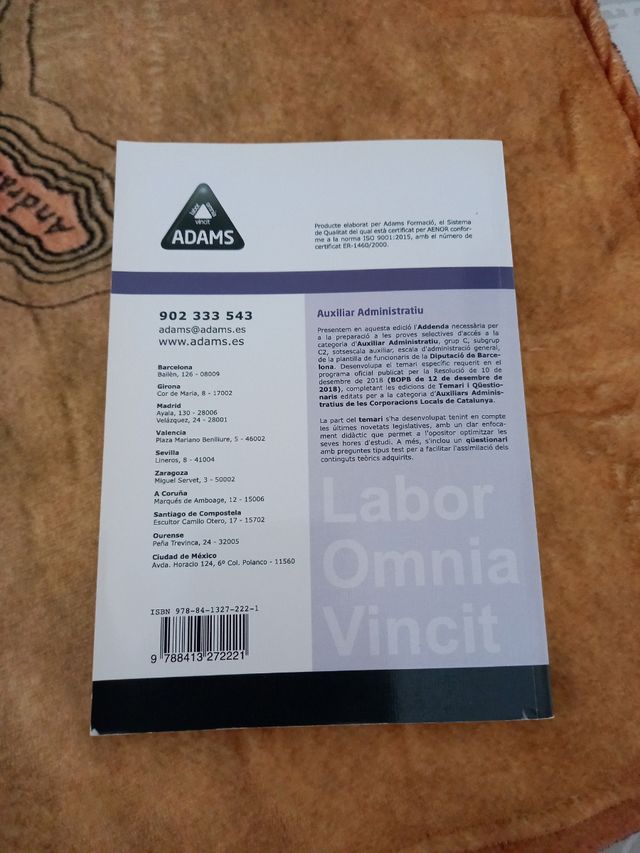 labor
omnia
vincit
ADAMS
Producte elaborat per Adams Formació, el Sistema
de Qualitat del qual està certificat per AENOR confor-
me a la norma ISO 9001:2015, amb el número de
certificat ER-1460/2000.
902 333 543
adams@adams.es
www.adams.es
Barcelona
Bailèn, 126 - 08009
Girona
Cor de Maria, 8 - 17002
Madrid
Ayala, 130 - 28006
Velázquez, 24 - 28001
Valencia
Plaza Mariano Benlliure, 5 - 46002
Sevilla
Lineros, 8 - 41004
Zaragoza
Miguel Servet, 3 - 50002
A Coruña
Marqués de Amboage, 12 - 15006
Santiago de Compostela
Escultor Camilo Otero, 17 - 15702
Ourense
Peña Trevinca, 24 - 32005
Ciudad de México
Avda. Horacio 124, 6º Col. Polanco - 11560
ISBN 978-84-1327-222-1
9 788413 272221
Auxiliar Administratiu
Presentem en aquesta edició l'Addenda necessària per
a la preparació a les proves selectives d'accés a la
categoria d'Auxiliar Administratiu, grup C, subgrup
C2, sotsescala auxiliar, escala d'administració general,
de la plantilla de funcionaris de la Diputació de Barce-
lona. Desenvolupa el temari específic requerit en el
programa oficial publicat per la Resolució de 10 de
desembre de 2018 (BOPB de 12 de desembre de
2018), completant les edicions de Temari i Qüestio-
naris editats per a la categoria d'Auxiliars Adminis-
tratius de les Corporacions Locals de Catalunya.
La part del temari s'ha desenvolupat tenint en compte
les últimes novetats legislatives, amb un clar enfoca-
ment didàctic que permet a l'opositor optimitzar les
seves hores d'estudi. A més, s'inclou un qüestionari
amb preguntes tipus test per a facilitar l'assimilació dels
continguts teòrics adquirits.
Labor
Omnia
Vincit